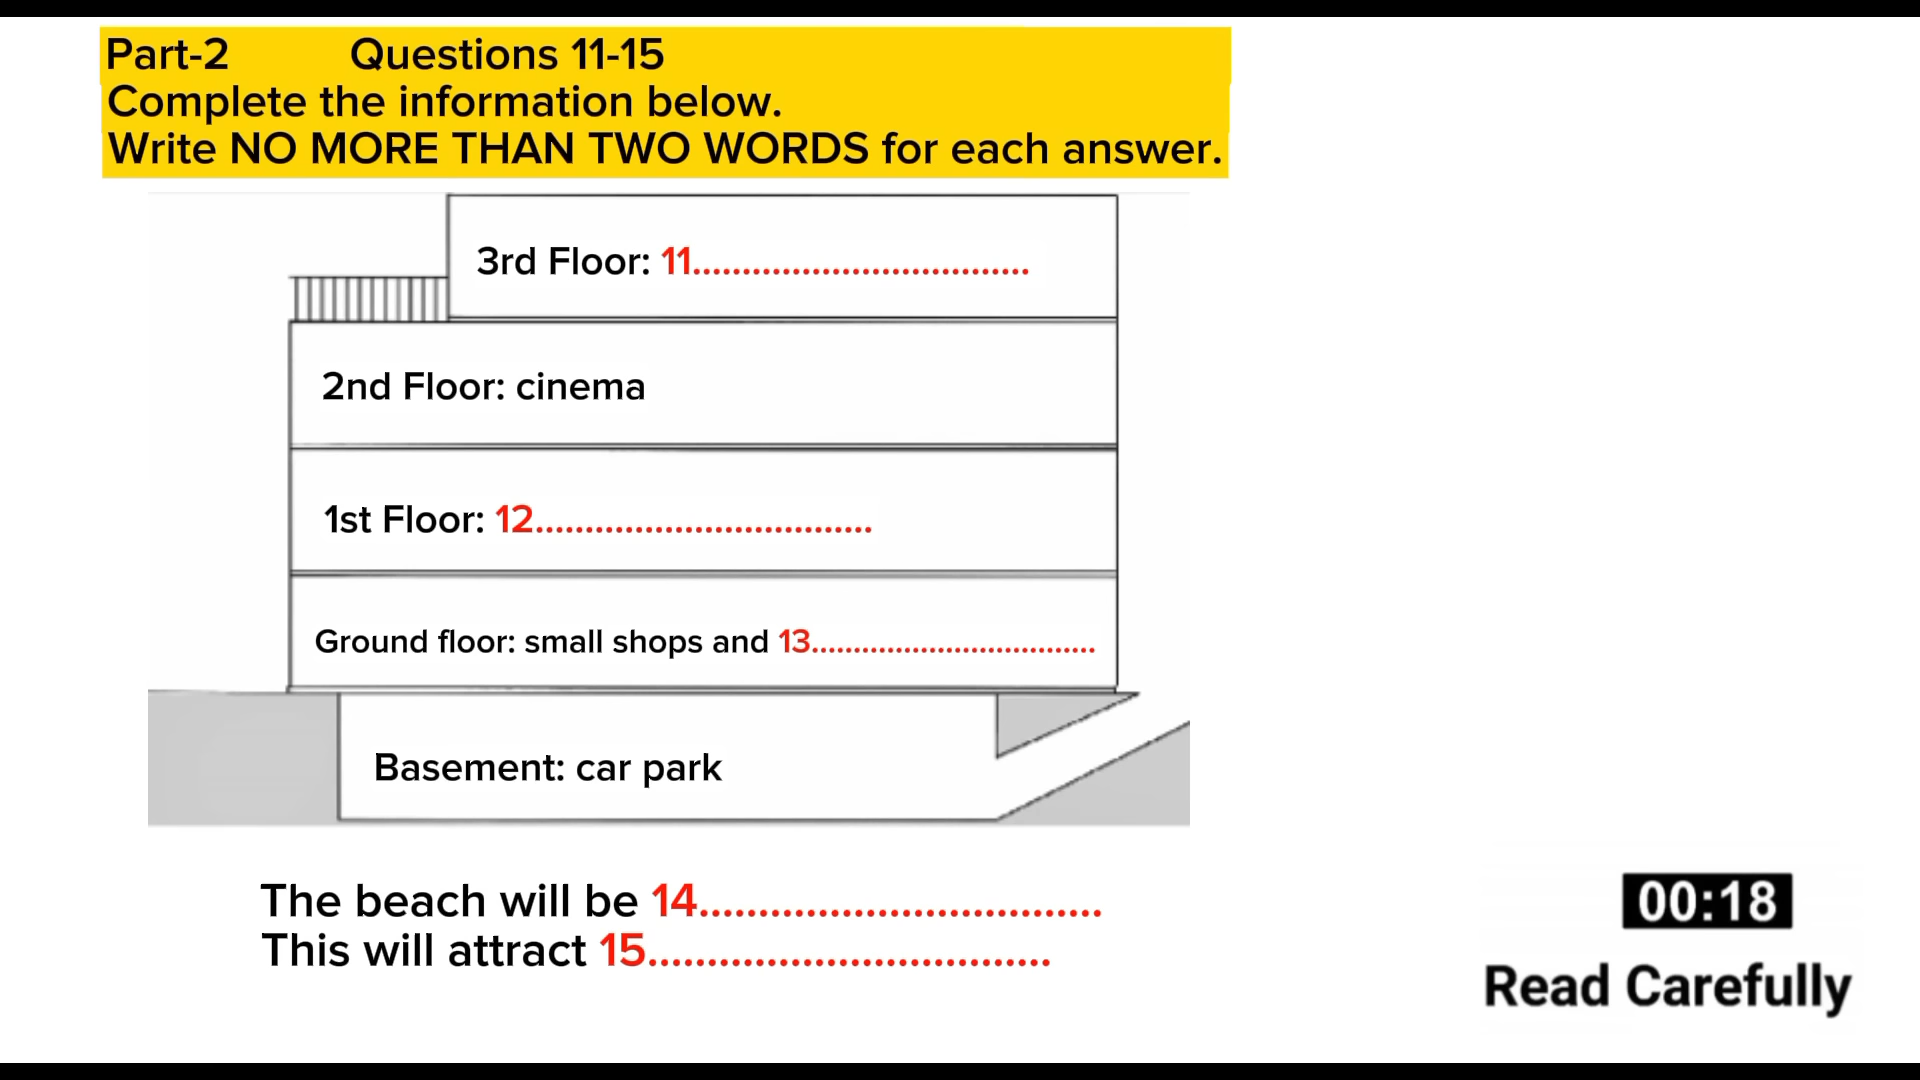 Part-2 Questions 11-15
Complete the information below.
Write NO MORE THAN TWO WORDS for each answer.
3rd Floor: 11..................................
2nd Floor: cinema
1st Floor: 12..................................
Ground floor: small shops and 13..................................
Basement: car park
The beach will be 14..................................
This will attract 15..................................
00:18
Read Carefully